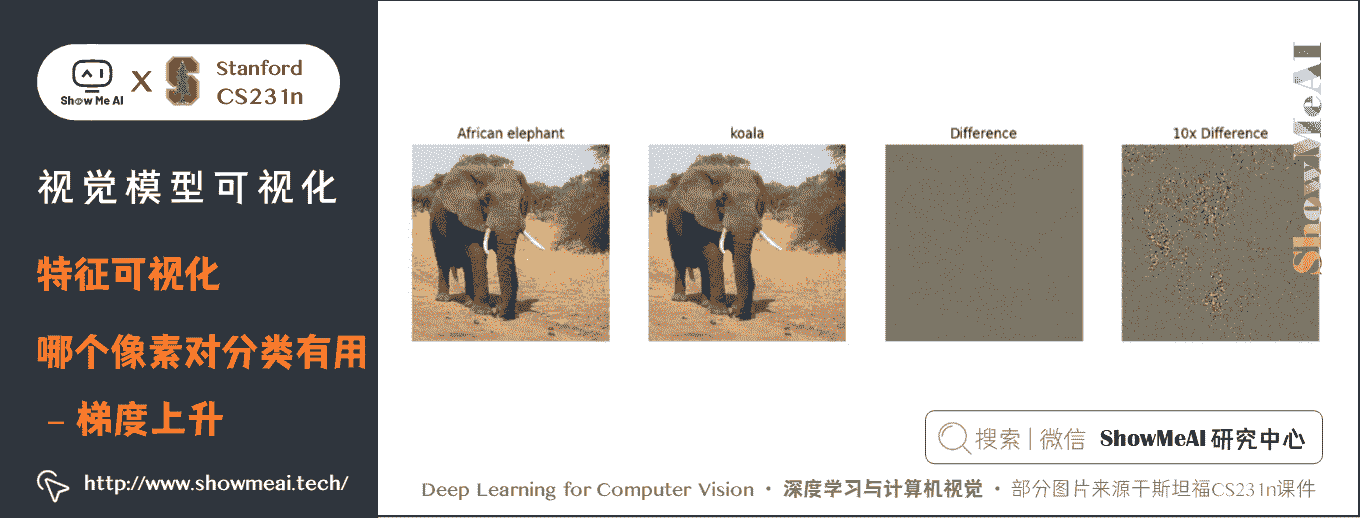 Show Me AI
X
Stanford
CS231n
视觉模型可视化
特征可视化
哪个像素对分类有用
– 梯度上升
http://www.showmeai.tech/
African elephant
koala
Difference
10x Difference
ShowMeAI
搜索 | 微信 ShowMeAI 研究中心
Deep Learning for Computer Vision · 深度学习与计算机视觉 · 部分图片来源于斯坦福CS231n课件